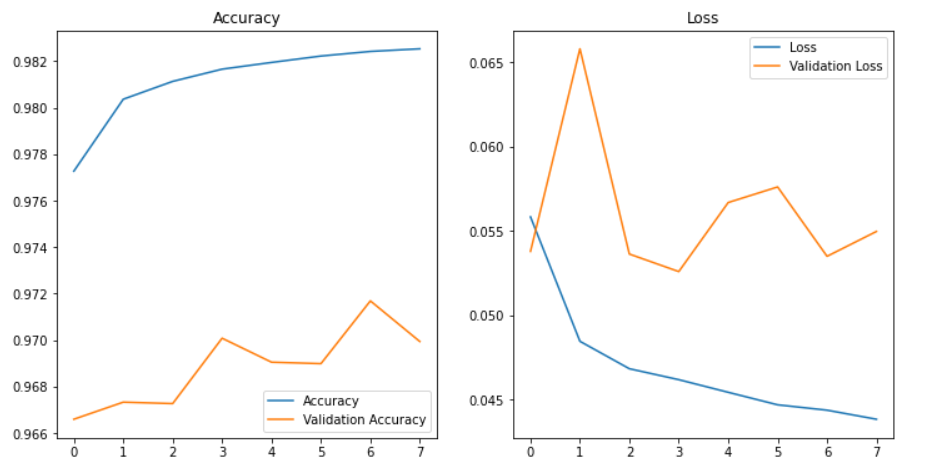 Accuracy
0.982
0.980
0.978
0.976
0.974
0.972
0.970
0.968
0.966
0 1 2 3 4 5 6 7
Accuracy
Validation Accuracy
Loss
0.065
0.060
0.055
0.050
0.045
0 1 2 3 4 5 6 7
Loss
Validation Loss